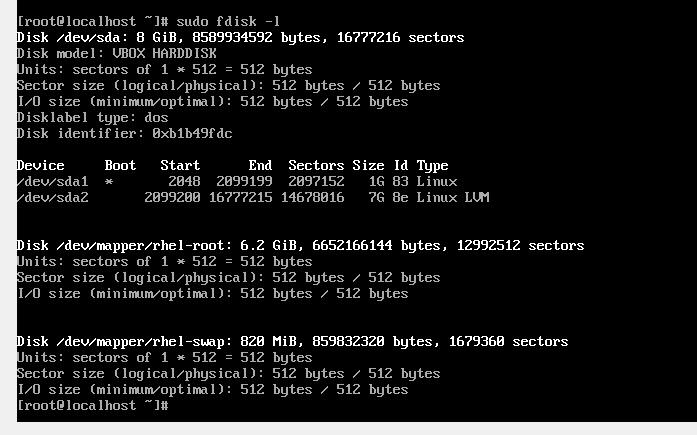 [root@localhost ~]# sudo fdisk -l
Disk /dev/sda: 8 GiB, 8589934592 bytes, 16777216 sectors
Disk model: VBOX HARDDISK
Units: sectors of 1 * 512 = 512 bytes
Sector size (logical/physical): 512 bytes / 512 bytes
I/O size (minimum/optimal): 512 bytes / 512 bytes
Disklabel type: dos
Disk identifier: 0xb1b49fdc
Device     Boot   Start      End  Sectors Size Id Type
/dev/sda1  *       2048  2099199  2097152   1G 83 Linux
/dev/sda2       2099200 16777215 14678016   7G 8e Linux LVM
Disk /dev/mapper/rhel-root: 6.2 GiB, 6652166144 bytes, 12992512 sectors
Units: sectors of 1 * 512 = 512 bytes
Sector size (logical/physical): 512 bytes / 512 bytes
I/O size (minimum/optimal): 512 bytes / 512 bytes
Disk /dev/mapper/rhel-swap: 820 MiB, 859832320 bytes, 1679360 sectors
Units: sectors of 1 * 512 = 512 bytes
Sector size (logical/physical): 512 bytes / 512 bytes
I/O size (minimum/optimal): 512 bytes / 512 bytes
[root@localhost ~]#